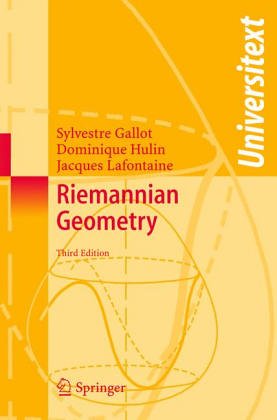 Universitext
Sylvestre Gallot
Dominique Hulin
Jacques Lafontaine
Riemannian
Geometry
Third Edition
Springer